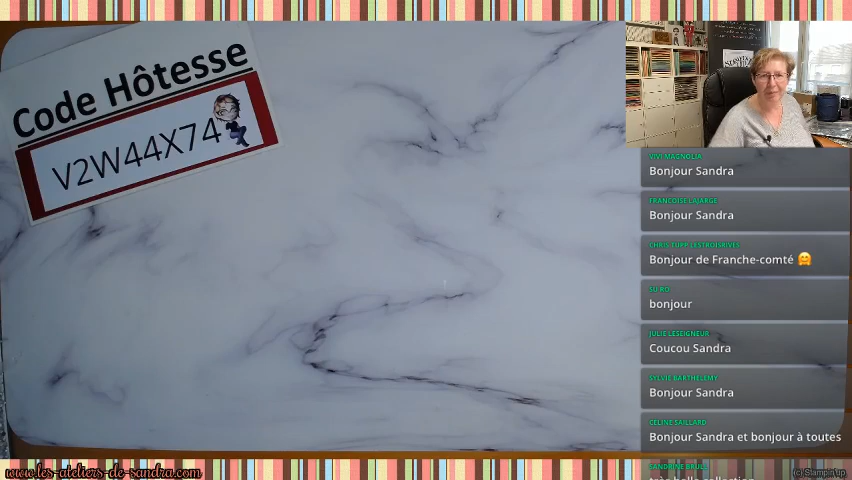 Code Hôtesse
V2W44X74
VIVI MAGNOLIA
Bonjour Sandra
FRANCOISE LAJARGE
Bonjour Sandra
CHRIS TOPP LESTROISRIVES
Bonjour de Franche-comté 🤗
SU RO
bonjour
JULIE LESEIGNEUR
Coucou Sandra
SYLVIE BARTHELEMY
Bonjour Sandra
CELINE SAILLARD
Bonjour Sandra et bonjour à toutes
SANDRINE
www.les-ateliers-de-sandra.com
(c) Stampin'up